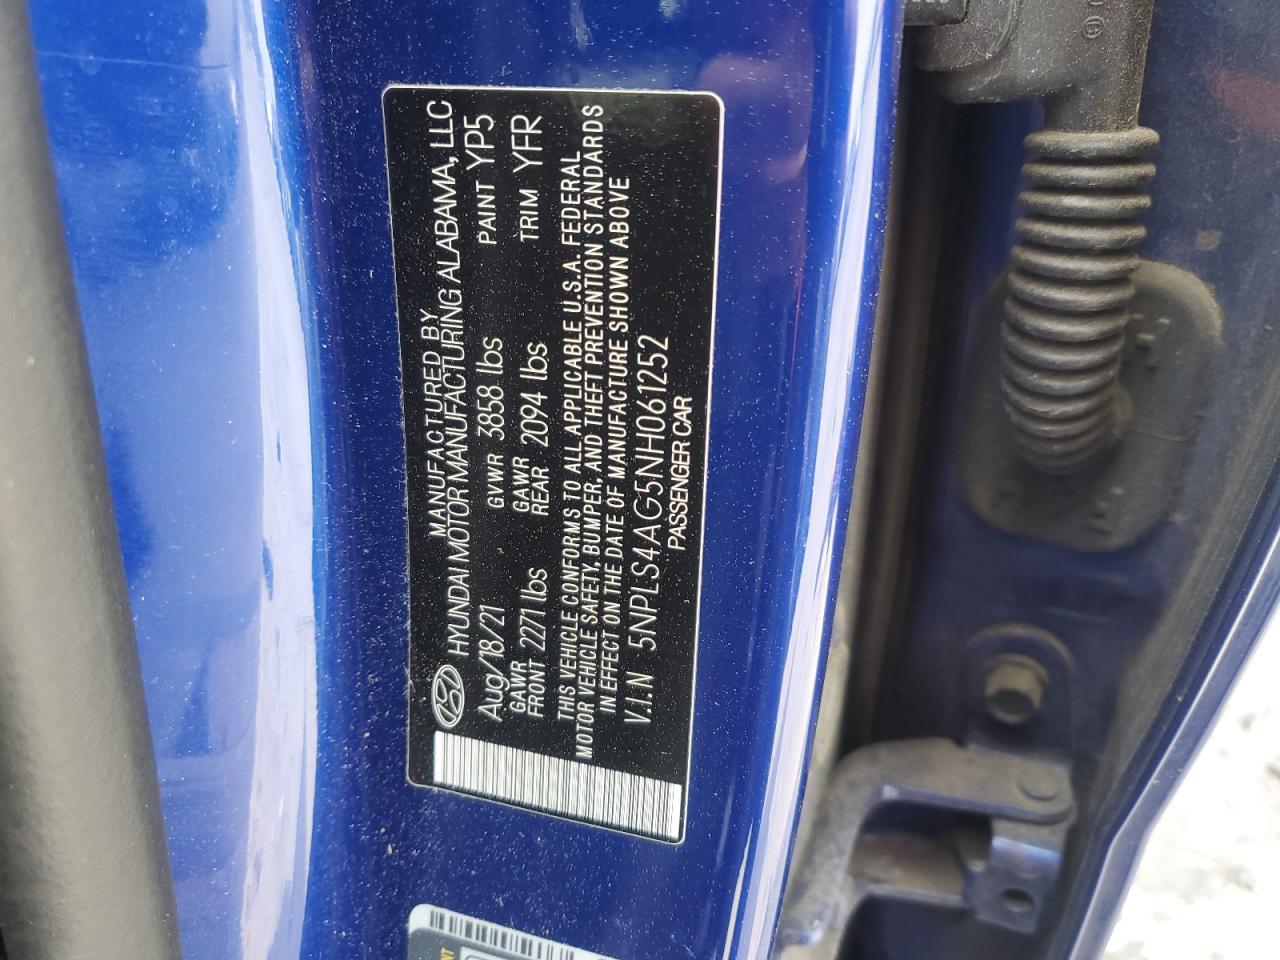 MANUFACTURED BY
HYUNDAI MOTOR MANUFACTURING ALABAMA, LLC
Aug/18/21 GVWR 3858 lbs PAINT YP5
GAWR FRONT 2271 lbs GAWR REAR 2094 lbs TRIM YFR
THIS VEHICLE CONFORMS TO ALL APPLICABLE U.S.A. FEDERAL
MOTOR VEHICLE SAFETY, BUMPER, AND THEFT PREVENTION STANDARDS
IN EFFECT ON THE DATE OF MANUFACTURE SHOWN ABOVE
V.I.N 5NPLS4AG5NH061252
PASSENGER CAR